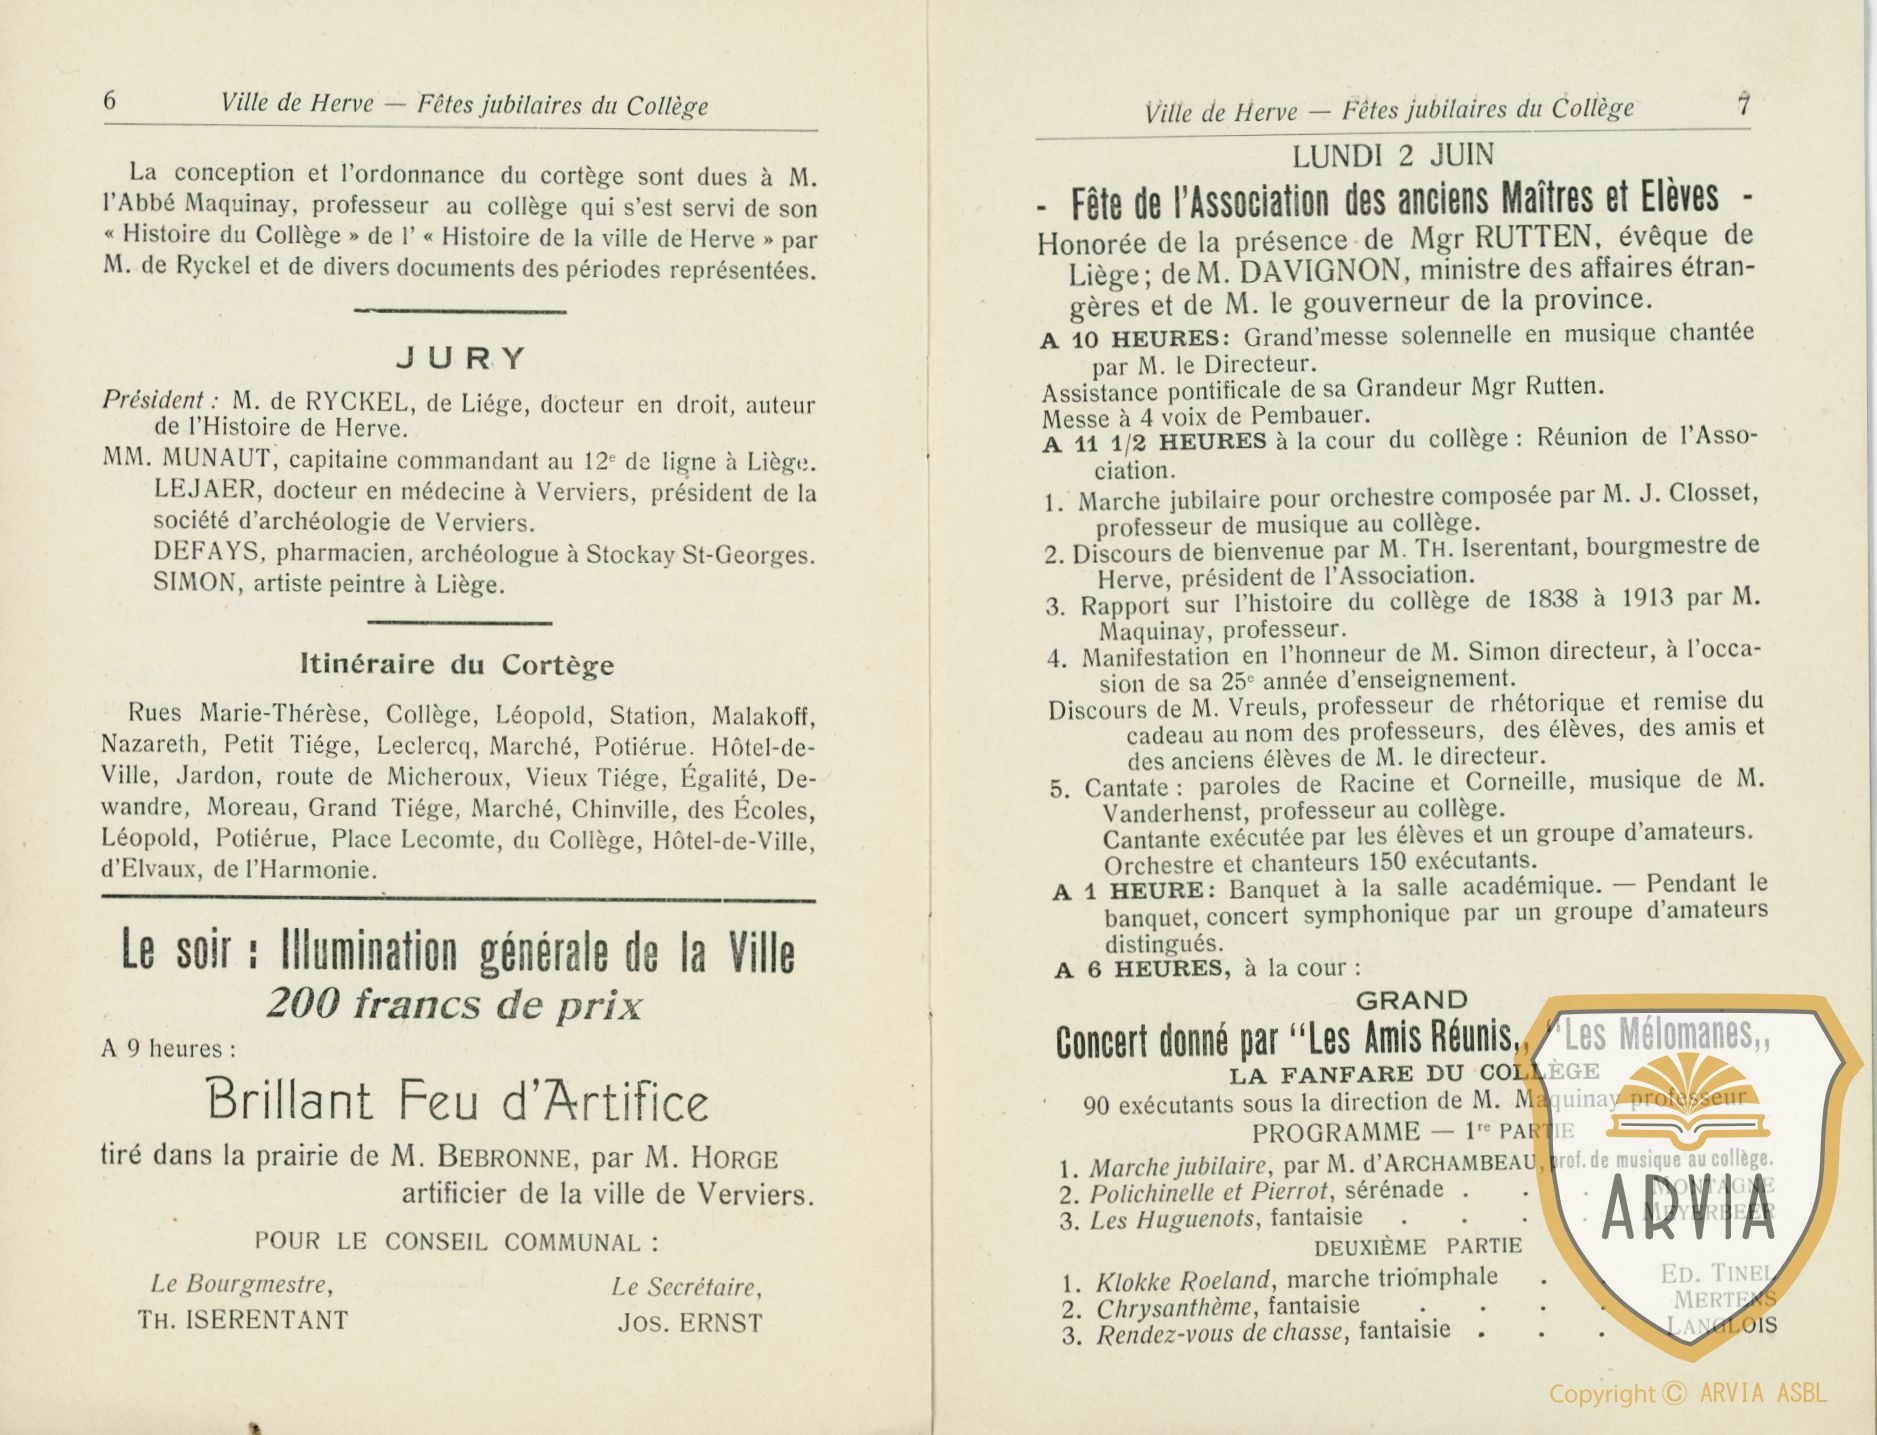 6 Ville de Herve — Fêtes jubilaires du Collège
La conception et l'ordonnance du cortège sont dues à M.
l'Abbé Maquinay, professeur au collège qui s'est servi de son
« Histoire du Collège » de l' « Histoire de la ville de Herve » par
M. de Ryckel et de divers documents des périodes représentées.
JURY
Président : M. de RYCKEL, de Liége, docteur en droit, auteur
de l'Histoire de Herve.
MM. MUNAUT, capitaine commandant au 12e de ligne à Liège.
LEJAER, docteur en médecine à Verviers, président de la
société d'archéologie de Verviers.
DEFAYS, pharmacien, archéologue à Stockay St-Georges.
SIMON, artiste peintre à Liège.
Itinéraire du Cortège
Rues Marie-Thérèse, Collège, Léopold, Station, Malakoff,
Nazareth, Petit Tiége, Leclercq, Marché, Potiérue. Hôtel-de-
Ville, Jardon, route de Micheroux, Vieux Tiége, Égalité, De-
wandre, Moreau, Grand Tiége, Marché, Chinville, des Écoles,
Léopold, Potiérue, Place Lecomte, du Collège, Hôtel-de-Ville,
d'Elvaux, de l'Harmonie.
Le soir : Illumination générale de la Ville
200 francs de prix
A 9 heures :
Brillant Feu d'Artifice
tiré dans la prairie de M. BEBRONNE, par M. HORGE
artificier de la ville de Verviers.
POUR LE CONSEIL COMMUNAL :
Le Bourgmestre, Le Secrétaire,
TH. ISERENTANT JOS. ERNST
Ville de Herve — Fêtes jubilaires du Collège 7
LUNDI 2 JUIN
- Fête de l'Association des anciens Maîtres et Elèves -
Honorée de la présence de Mgr RUTTEN, évêque de
Liège ; de M. DAVIGNON, ministre des affaires étran-
gères et de M. le gouverneur de la province.
A 10 HEURES : Grand'messe solennelle en musique chantée
par M. le Directeur.
Assistance pontificale de sa Grandeur Mgr Rutten.
Messe à 4 voix de Pembauer.
A 11 1/2 HEURES à la cour du collège : Réunion de l'Asso-
ciation.
1. Marche jubilaire pour orchestre composée par M. J. Closset,
professeur de musique au collège.
2. Discours de bienvenue par M. TH. Iserentant, bourgmestre de
Herve, président de l'Association.
3. Rapport sur l'histoire du collège de 1838 à 1913 par M.
Maquinay, professeur.
4. Manifestation en l'honneur de M. Simon directeur, à l'occa-
sion de sa 25e année d'enseignement.
Discours de M. Vreuls, professeur de rhétorique et remise du
cadeau au nom des professeurs, des élèves, des amis et
des anciens élèves de M. le directeur.
5. Cantate : paroles de Racine et Corneille, musique de M.
Vanderhenst, professeur au collège.
Cantante exécutée par les élèves et un groupe d'amateurs.
Orchestre et chanteurs 150 exécutants.
A 1 HEURE : Banquet à la salle académique. — Pendant le
banquet, concert symphonique par un groupe d'amateurs
distingués.
A 6 HEURES, à la cour :
GRAND
Concert donné par “Les Amis Réunis,, “Les Mélomanes,,
LA FANFARE DU COLLÈGE
90 exécutants sous la direction de M. Maquinay professeur
PROGRAMME — 1re PARTIE
1. Marche jubilaire, par M. d'ARCHAMBEAU, prof. de musique au collège.
2. Polichinelle et Pierrot, sérénade . . . MONTAGNE
3. Les Huguenots, fantaisie . . . . MEYERBEER
DEUXIÈME PARTIE
1. Klokke Roeland, marche triomphale . . ED. TINEL
2. Chrysanthème, fantaisie . . . . MERTENS
3. Rendez-vous de chasse, fantaisie . . . LANGLOIS
ARVIA
Copyright © ARVIA ASBL